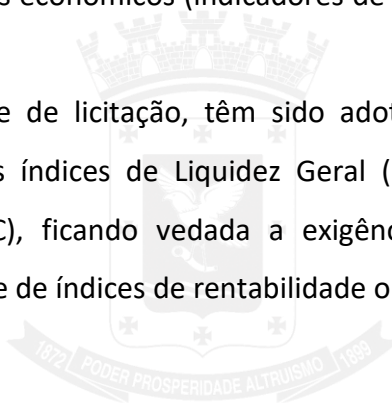 s econômicos (indicadores de
e de licitação, têm sido adot
s índices de Liquidez Geral (
C), ficando vedada a exigênc
e de índices de rentabilidade o
1872 PODER PROSPERIDADE ALTRUISMO 1899